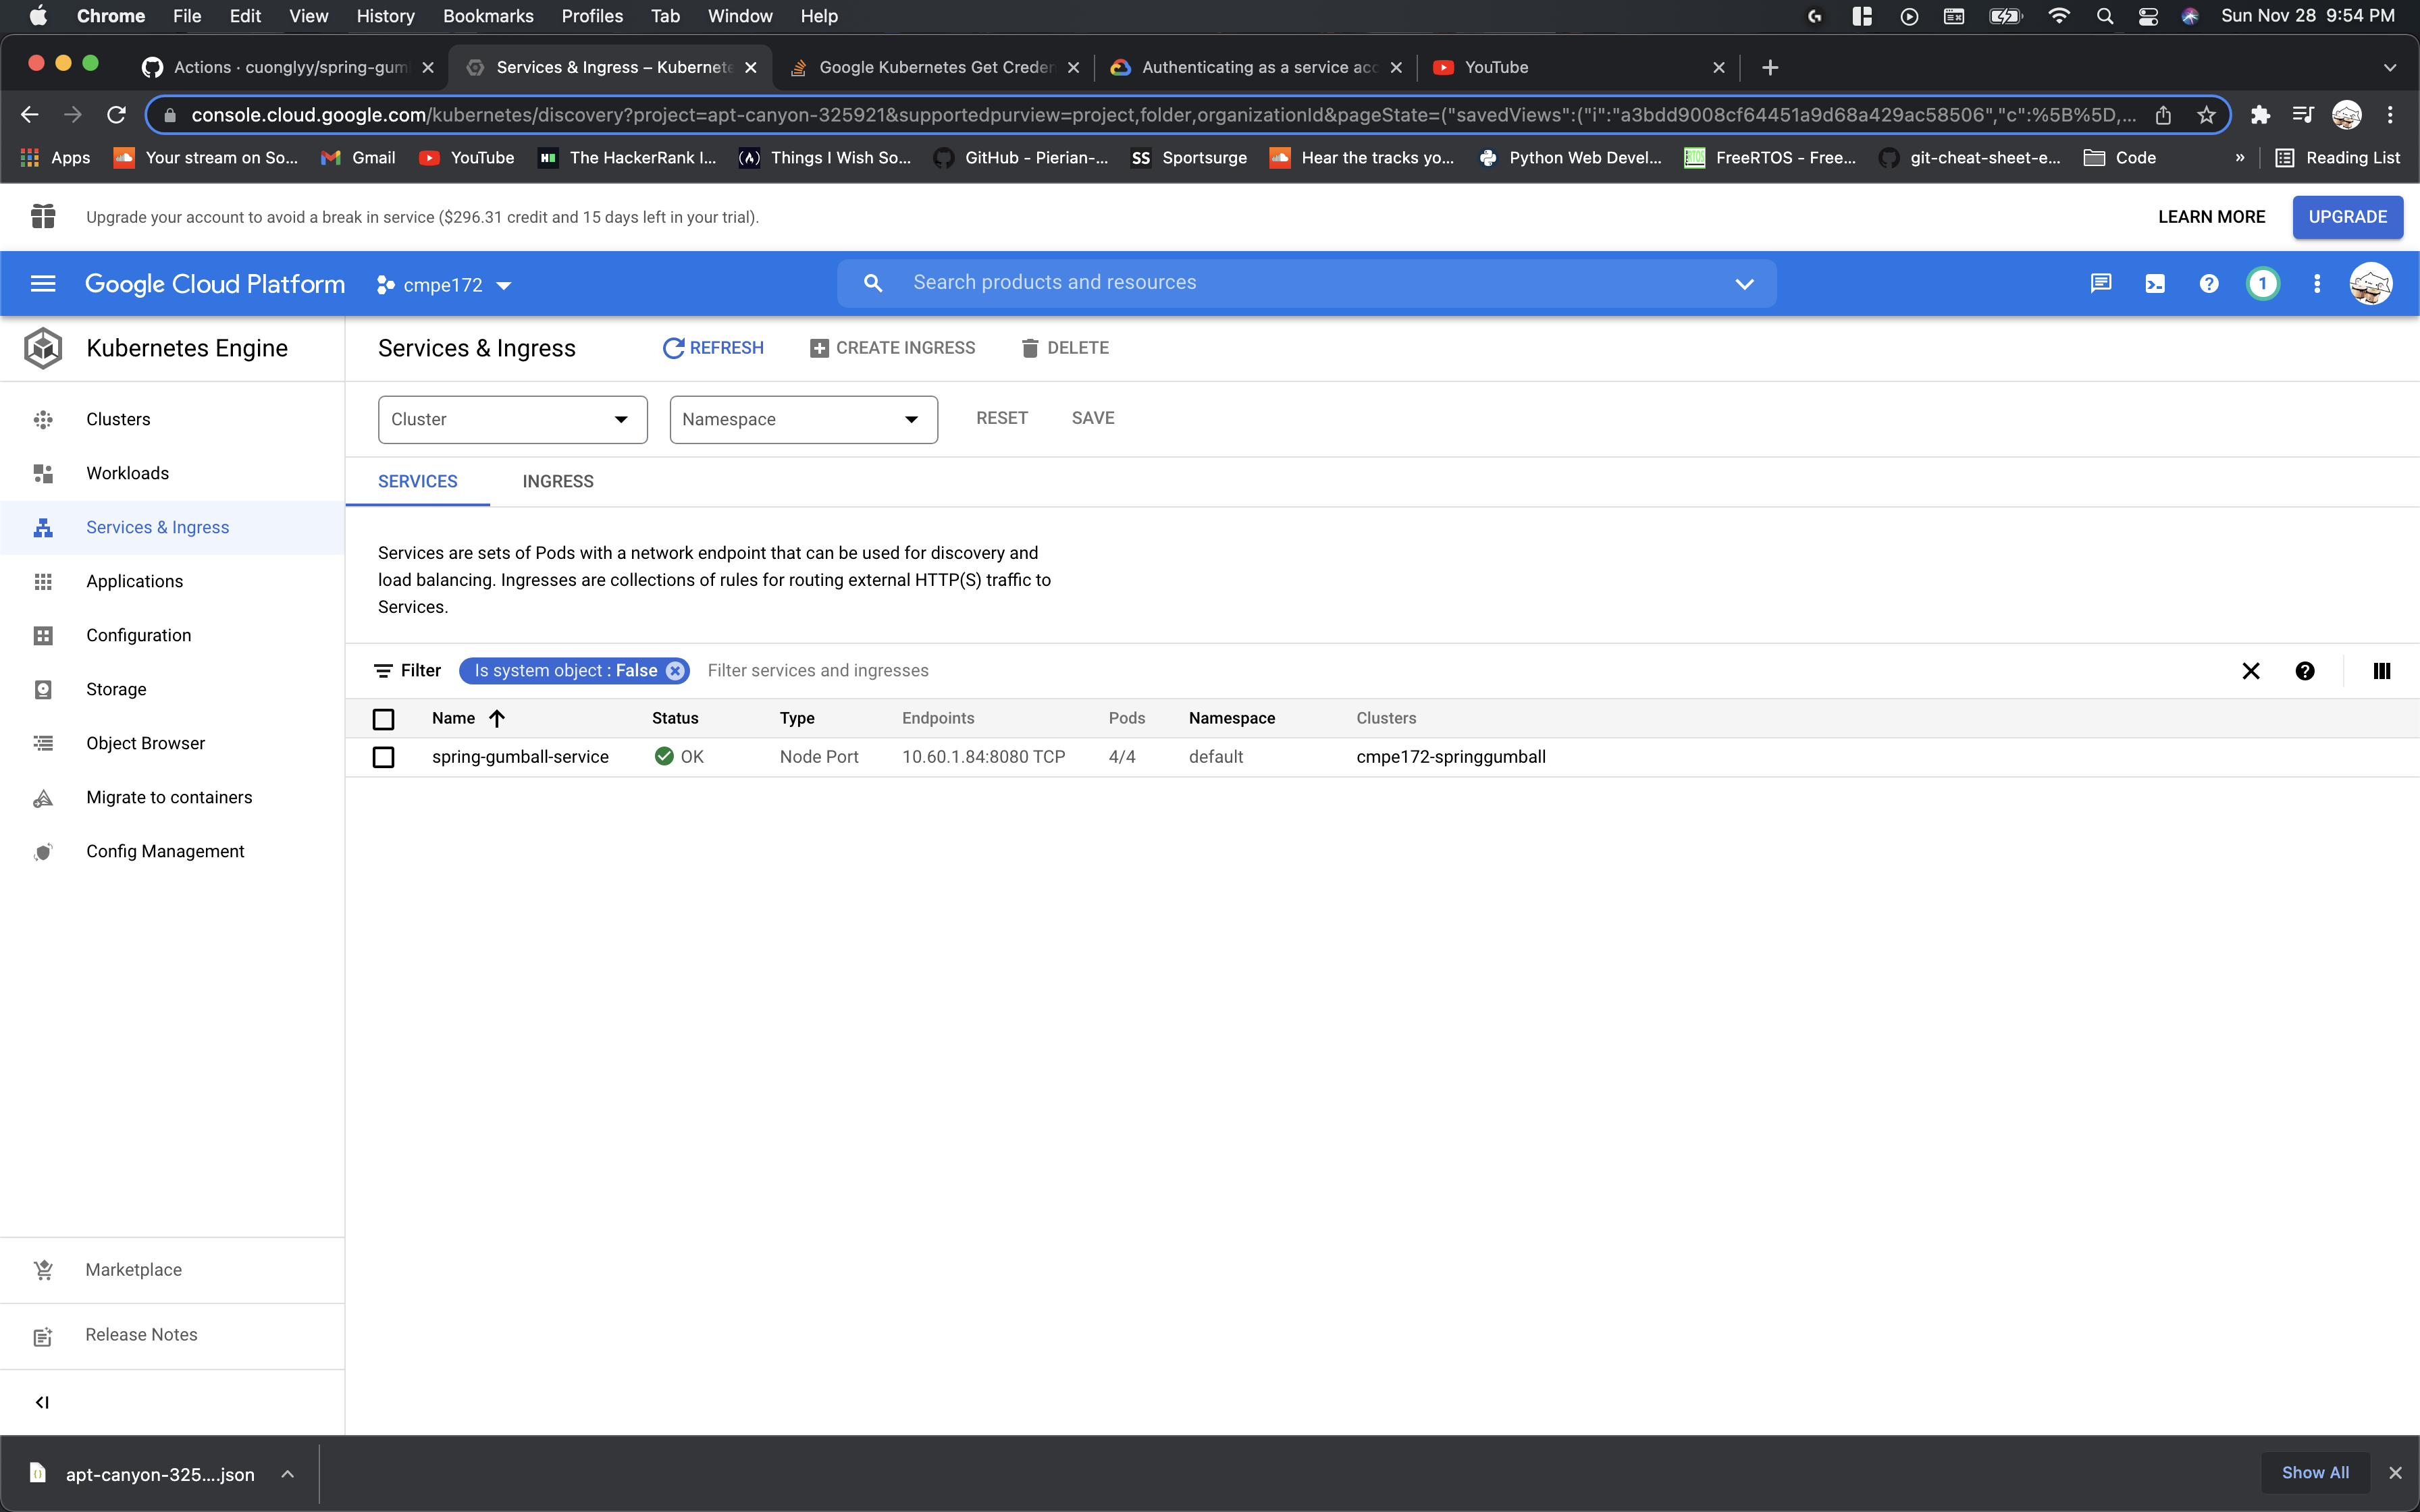 Chrome File Edit View History Bookmarks Profiles Tab Window Help Sun Nov 28 9:54 PM
Actions · cuonglyy/spring-gum Services & Ingress – Kubernete Google Kubernetes Get Creden Authenticating as a service acc YouTube
console.cloud.google.com/kubernetes/discovery?project=apt-canyon-325921&supportedpurview=project,folder,organizationId&pageState=("savedViews":("i":"a3bdd9008cf64451a9d68a429ac58506","c":%5B%5D,...
Apps Your stream on So... Gmail YouTube The HackerRank I... Things I Wish So... GitHub - Pierian-... SS Sportsurge Hear the tracks yo... Python Web Devel... FreeRTOS - Free... git-cheat-sheet-e... Code » Reading List
Upgrade your account to avoid a break in service ($296.31 credit and 15 days left in your trial). LEARN MORE UPGRADE
Google Cloud Platform cmpe172 Search products and resources 1
Kubernetes Engine
Services & Ingress REFRESH CREATE INGRESS DELETE
Clusters
Workloads
Services & Ingress
Applications
Configuration
Storage
Object Browser
Migrate to containers
Config Management
Marketplace
Release Notes
Cluster Namespace RESET SAVE
SERVICES INGRESS
Services are sets of Pods with a network endpoint that can be used for discovery and
load balancing. Ingresses are collections of rules for routing external HTTP(S) traffic to
Services.
Filter Is system object : False Filter services and ingresses
Name Status Type Endpoints Pods Namespace Clusters
spring-gumball-service OK Node Port 10.60.1.84:8080 TCP 4/4 default cmpe172-springgumball
apt-canyon-325....json Show All